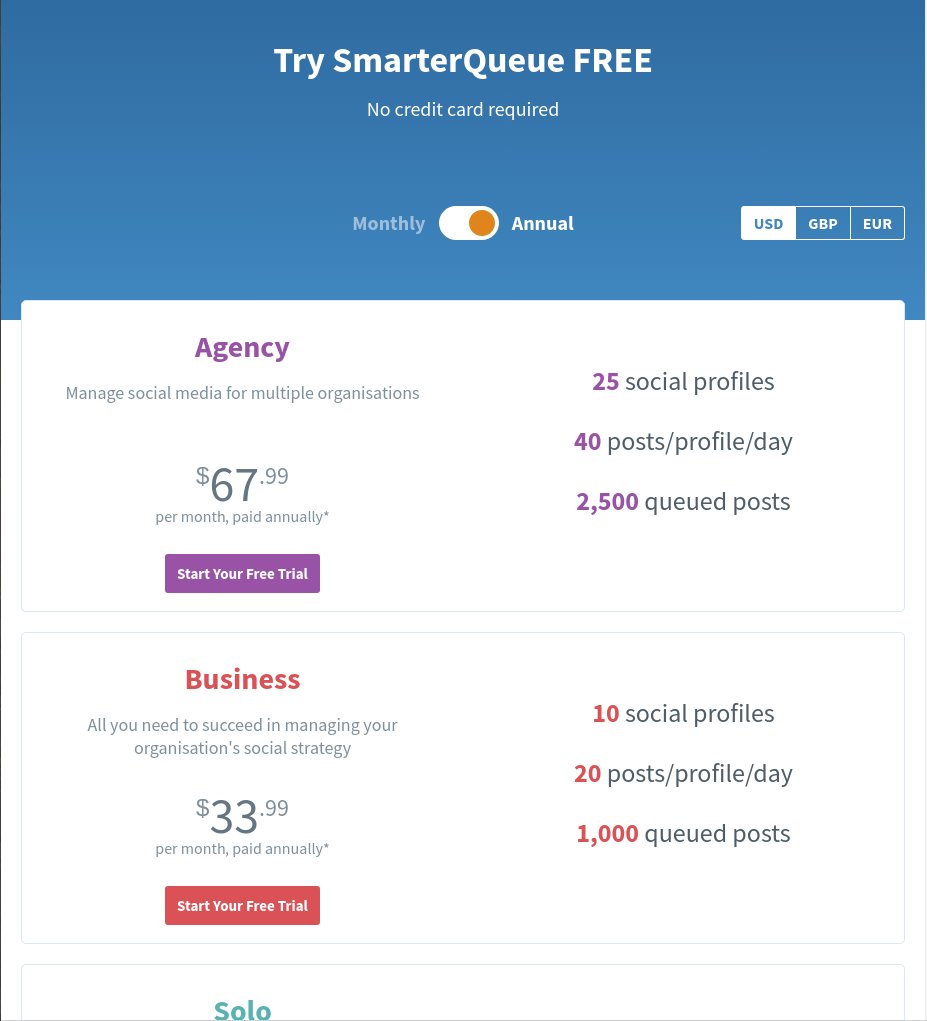 Try SmarterQueue FREE
No credit card required
Monthly Annual
USD GBP EUR
Agency
Manage social media for multiple organisations
$67.99
per month, paid annually*
Start Your Free Trial
25 social profiles
40 posts/profile/day
2,500 queued posts
Business
All you need to succeed in managing your
organisation's social strategy
$33.99
per month, paid annually*
Start Your Free Trial
10 social profiles
20 posts/profile/day
1,000 queued posts
Solo